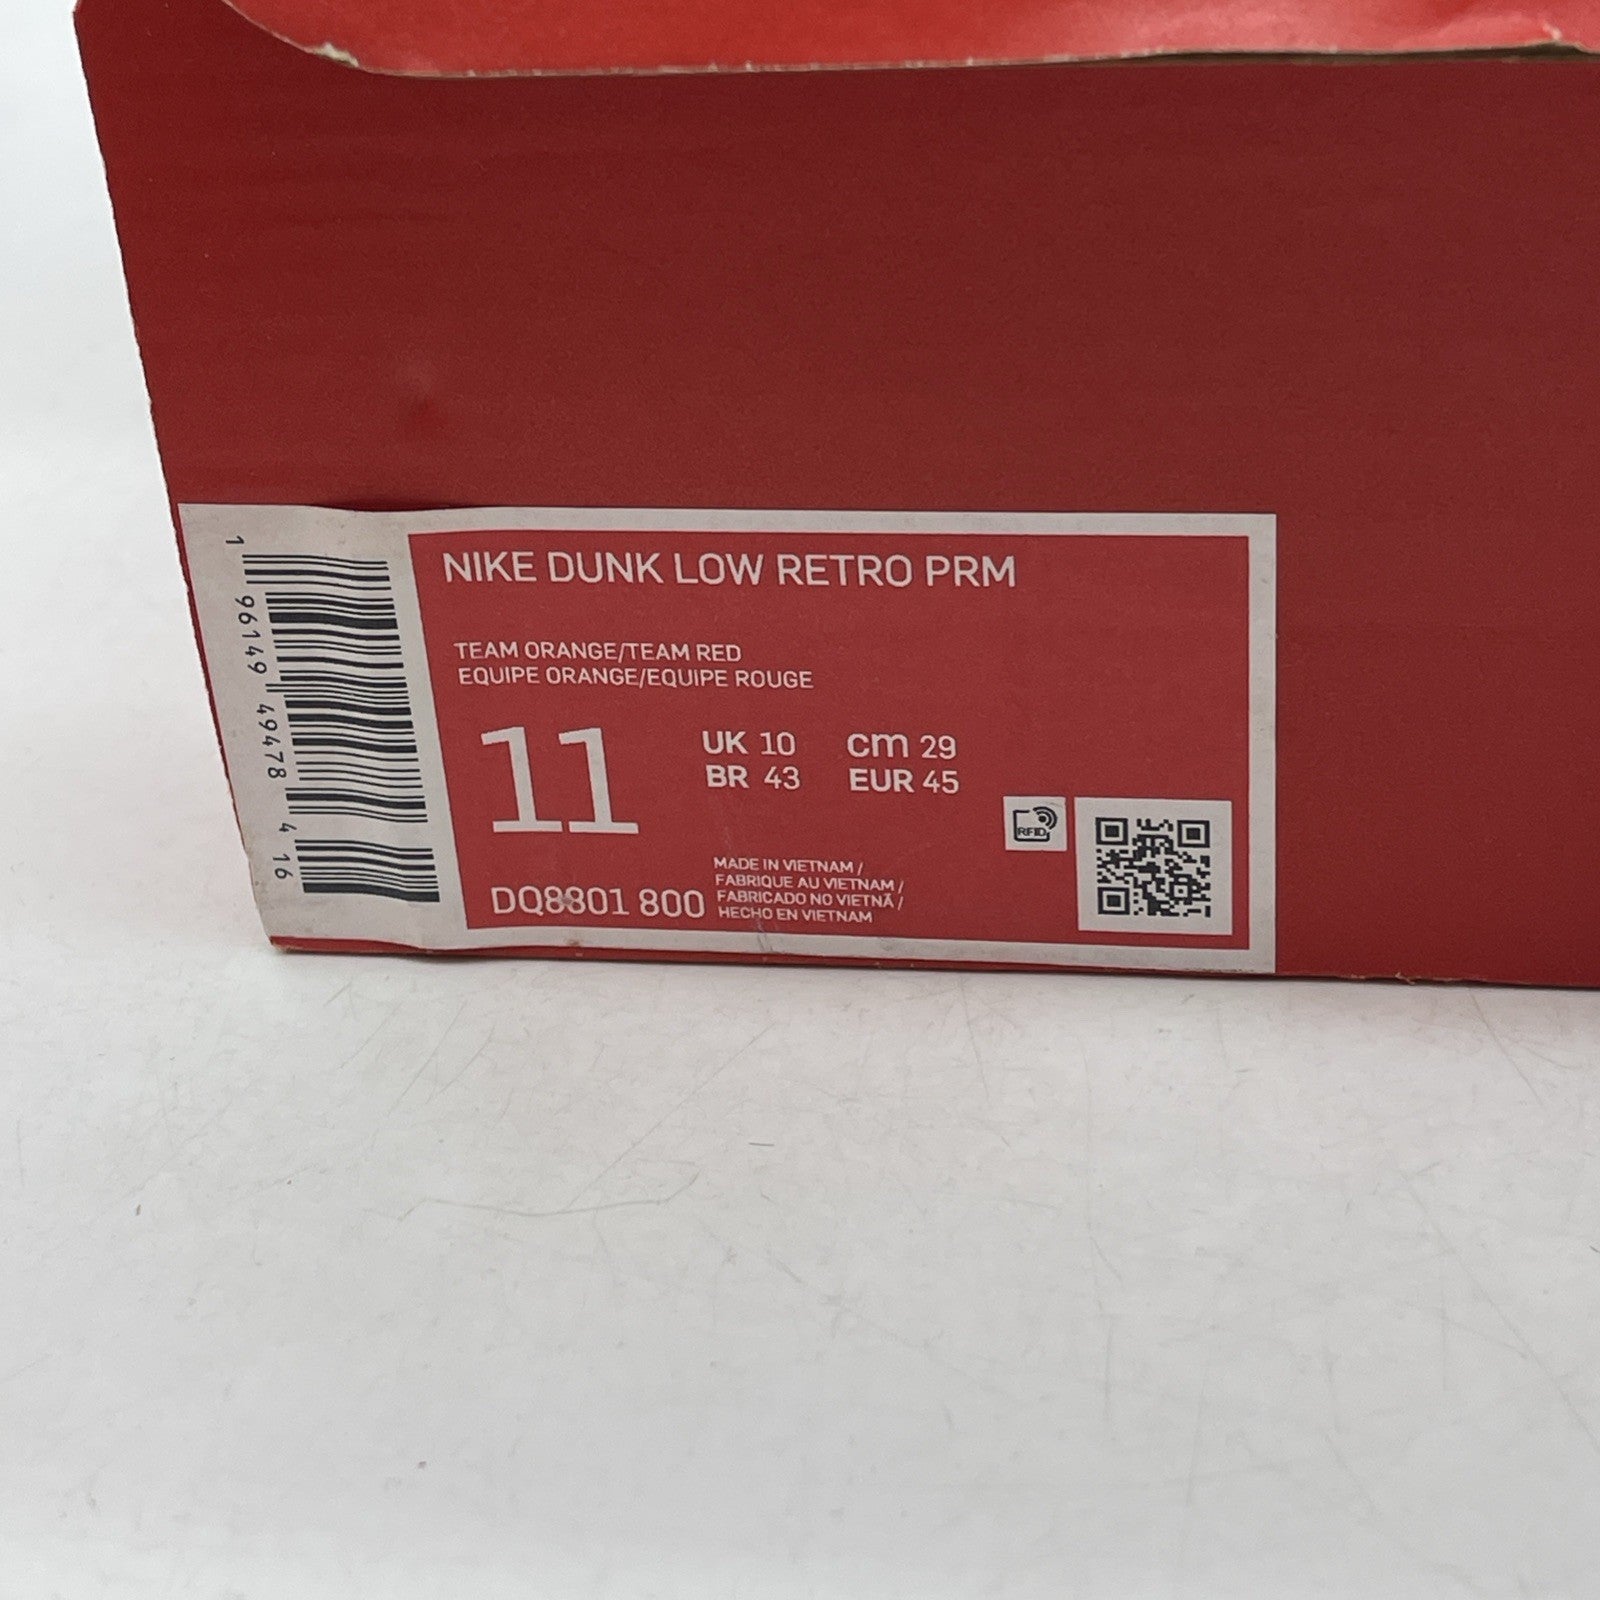 NIKE DUNK LOW RETRO PRM
TEAM ORANGE/TEAM RED
EQUIPE ORANGE/EQUIPE ROUGE
11
UK 10 cm 29
BR 43 EUR 45
RFID
DQ8801 800
MADE IN VIETNAM /
FABRIQUE AU VIETNAM /
FABRICADO NO VIETNÃ /
HECHO EN VIETNAM
1 96149 49478 4 16